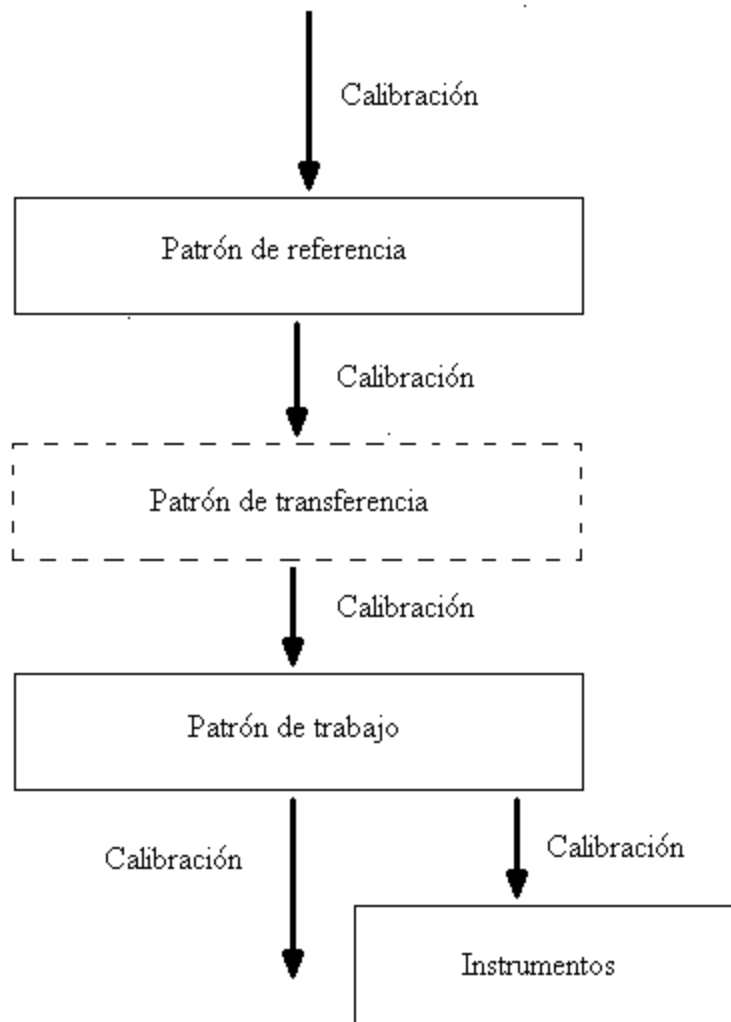 Calibración
Patrón de referencia
Calibración
Patrón de transferencia
Calibración
Patrón de trabajo
Calibración
Calibración
Instrumentos